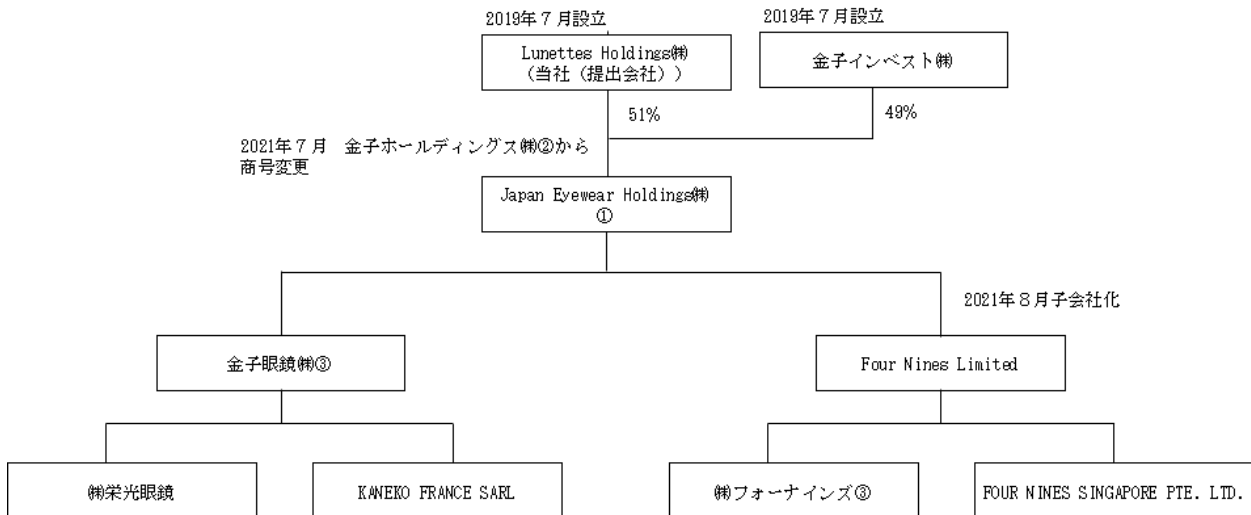 2019年７月設立
2019年７月設立
Lunettes Holdings㈱
（当社（提出会社））
金子インベスト㈱
51%
49%
2021年７月　金子ホールディングス㈱②から
商号変更
Japan Eyewear Holdings㈱
①
2021年８月子会社化
金子眼鏡㈱③
Four Nines Limited
㈱栄光眼鏡
KANEKO FRANCE SARL
㈱フォーナインズ③
FOUR NINES SINGAPORE PTE. LTD.